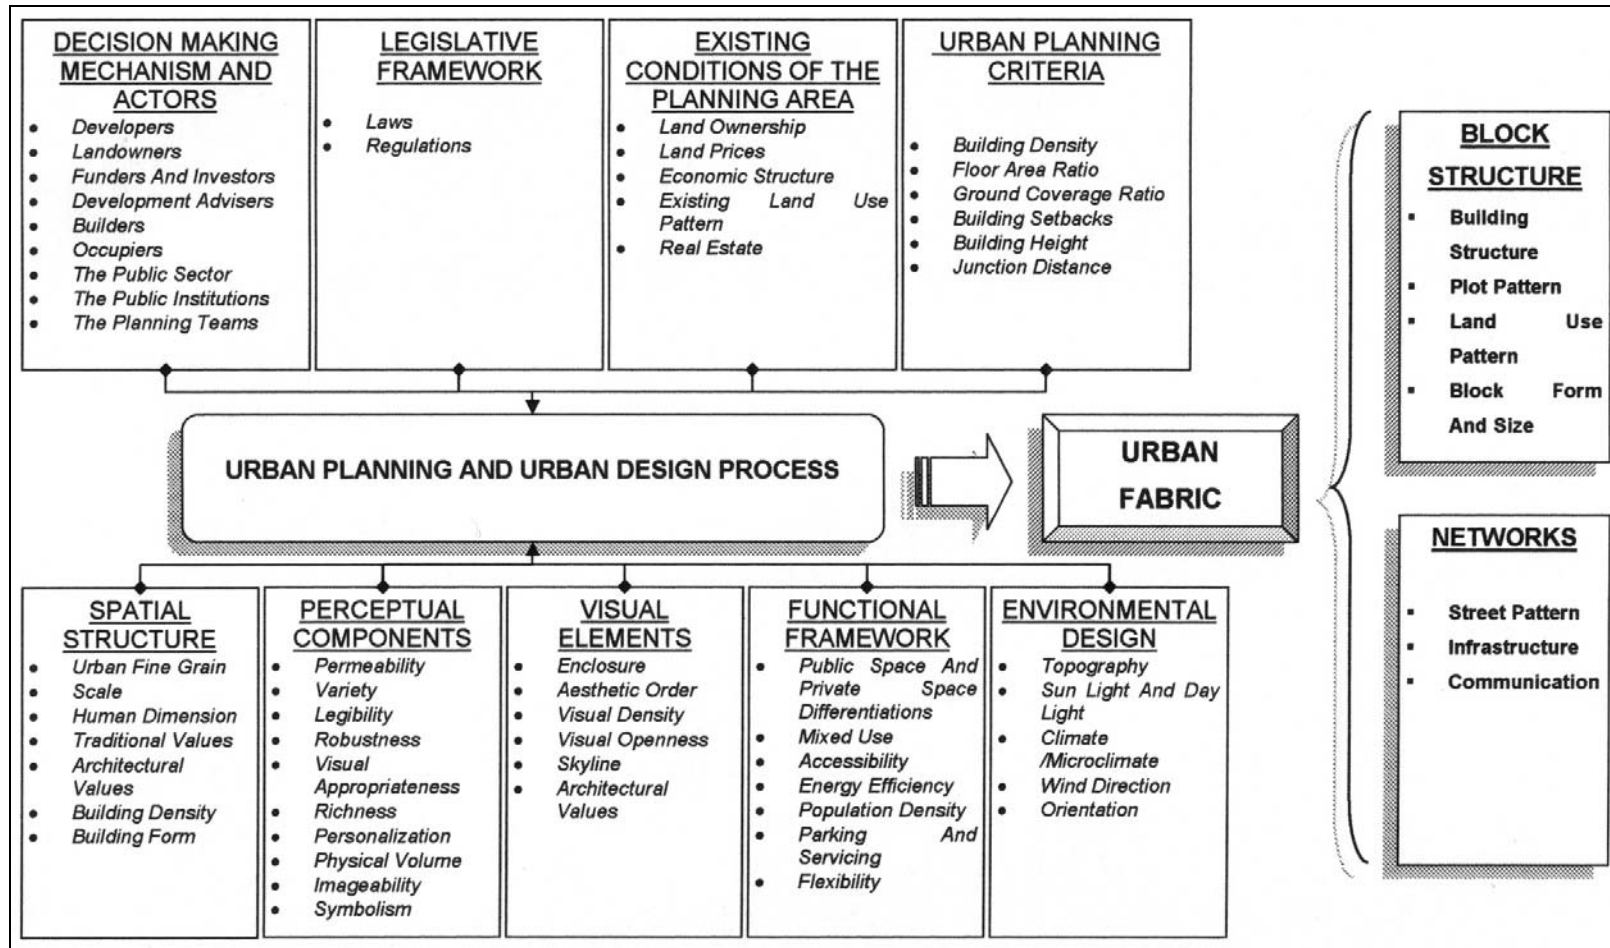 DECISION MAKING
MECHANISM AND
ACTORS
• Developers
• Landowners
• Funders And Investors
• Development Advisers
• Builders
• Occupiers
• The Public Sector
• The Public Institutions
• The Planning Teams
LEGISLATIVE
FRAMEWORK
• Laws
• Regulations
EXISTING
CONDITIONS OF THE
PLANNING AREA
• Land Ownership
• Land Prices
• Economic Structure
• Existing Land Use
Pattern
• Real Estate
URBAN PLANNING
CRITERIA
• Building Density
• Floor Area Ratio
• Ground Coverage Ratio
• Building Setbacks
• Building Height
• Junction Distance
URBAN PLANNING AND URBAN DESIGN PROCESS
URBAN
FABRIC
BLOCK
STRUCTURE
▪ Building
Structure
▪ Plot Pattern
▪ Land Use
Pattern
▪ Block Form
And Size
NETWORKS
▪ Street Pattern
▪ Infrastructure
▪ Communication
SPATIAL
STRUCTURE
• Urban Fine Grain
• Scale
• Human Dimension
• Traditional Values
• Architectural
Values
• Building Density
• Building Form
PERCEPTUAL
COMPONENTS
• Permeability
• Variety
• Legibility
• Robustness
• Visual
Appropriateness
• Richness
• Personalization
• Physical Volume
• Imageability
• Symbolism
VISUAL
ELEMENTS
• Enclosure
• Aesthetic Order
• Visual Density
• Visual Openness
• Skyline
• Architectural
Values
FUNCTIONAL
FRAMEWORK
• Public Space And
Private Space
Differentiations
• Mixed Use
• Accessibility
• Energy Efficiency
• Population Density
• Parking And
Servicing
• Flexibility
ENVIRONMENTAL
DESIGN
• Topography
• Sun Light And Day
Light
• Climate
/Microclimate
• Wind Direction
• Orientation